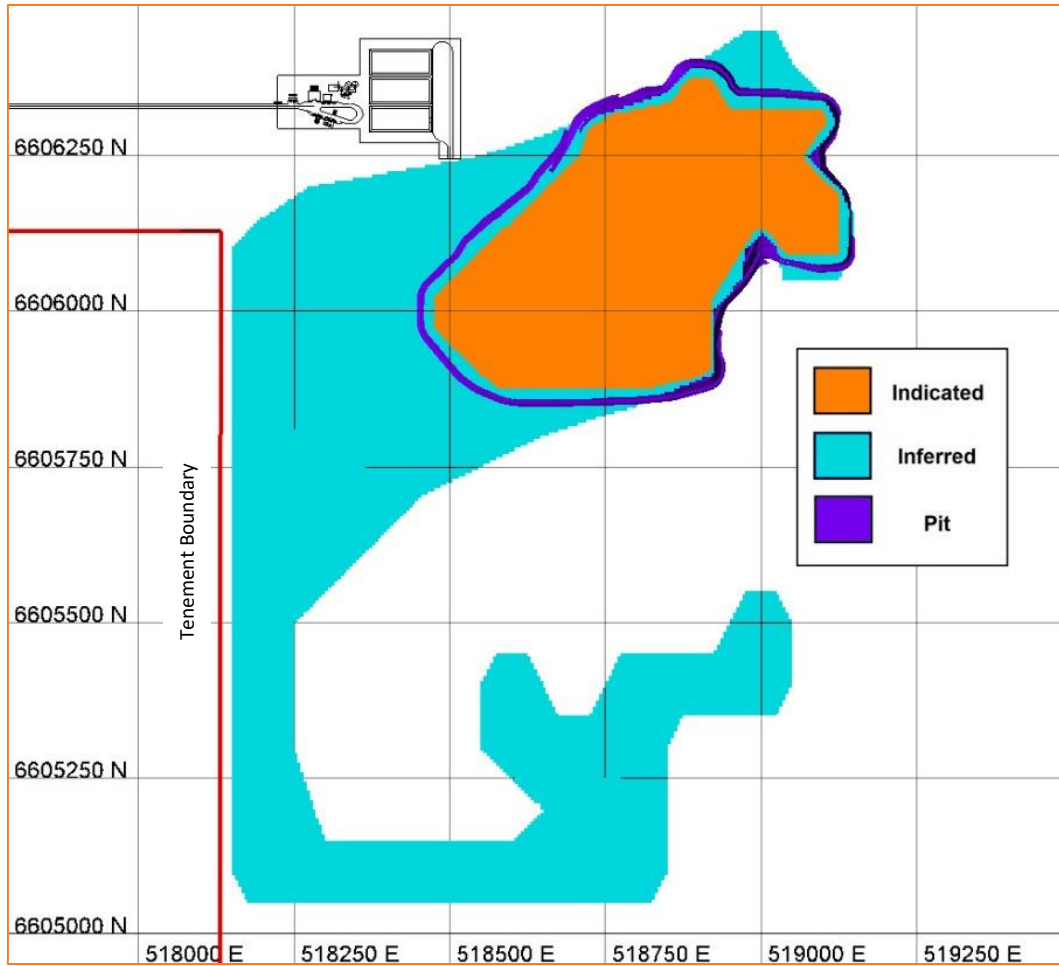 6606250 N
6606000 N
Indicated
Inferred
Pit
6605750 N
Tenement Boundary
6605500 N
6605250 N
6605000 N
518000 E
518250 E
518500 E
518750 E
519000 E
519250 E